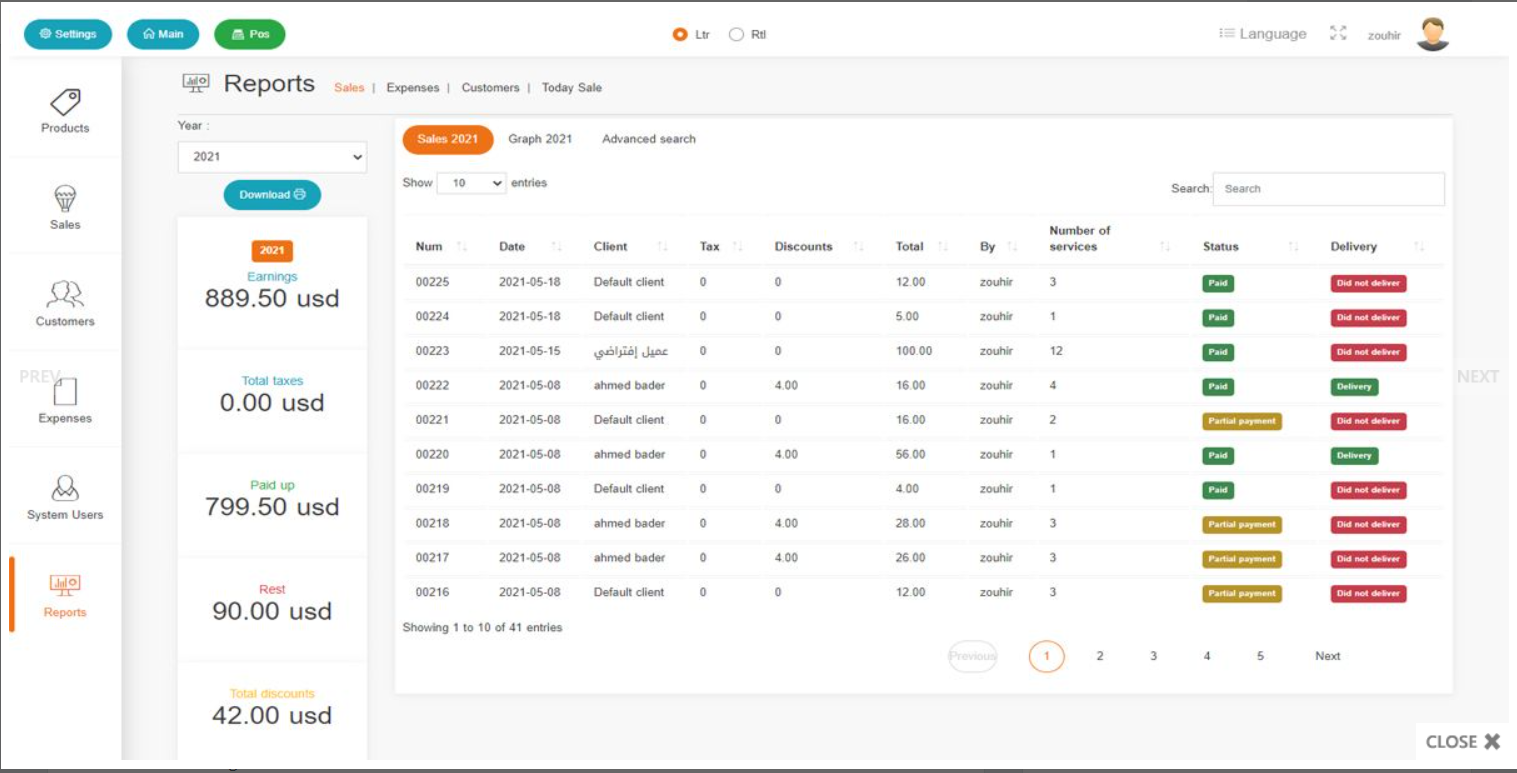 Settings Main Pos Ltr Rtl Language zouhir
Reports Sales | Expenses | Customers | Today Sale
Products
Sales
Customers
PREV
Expenses
System Users
Reports
Year :
2021
Download
2021
Earnings
889.50 usd
Total taxes
0.00 usd
Paid up
799.50 usd
Rest
90.00 usd
Total discounts
42.00 usd
Sales 2021 Graph 2021 Advanced search
Show 10 entries Search: Search
Num Date Client Tax Discounts Total By Number of services Status Delivery
00225 2021-05-18 Default client 0 0 12.00 zouhir 3 Paid Did not deliver
00224 2021-05-18 Default client 0 0 5.00 zouhir 1 Paid Did not deliver
00223 2021-05-15 عميل إفتراضي 0 0 100.00 zouhir 12 Paid Did not deliver
00222 2021-05-08 ahmed bader 0 4.00 16.00 zouhir 4 Paid Delivery
00221 2021-05-08 Default client 0 0 16.00 zouhir 2 Partial payment Did not deliver
00220 2021-05-08 ahmed bader 0 4.00 56.00 zouhir 1 Paid Delivery
00219 2021-05-08 Default client 0 0 4.00 zouhir 1 Paid Did not deliver
00218 2021-05-08 ahmed bader 0 4.00 28.00 zouhir 3 Partial payment Did not deliver
00217 2021-05-08 ahmed bader 0 4.00 26.00 zouhir 3 Partial payment Did not deliver
00216 2021-05-08 Default client 0 0 12.00 zouhir 3 Partial payment Did not deliver
Showing 1 to 10 of 41 entries
Previous 1 2 3 4 5 Next
NEXT
CLOSE